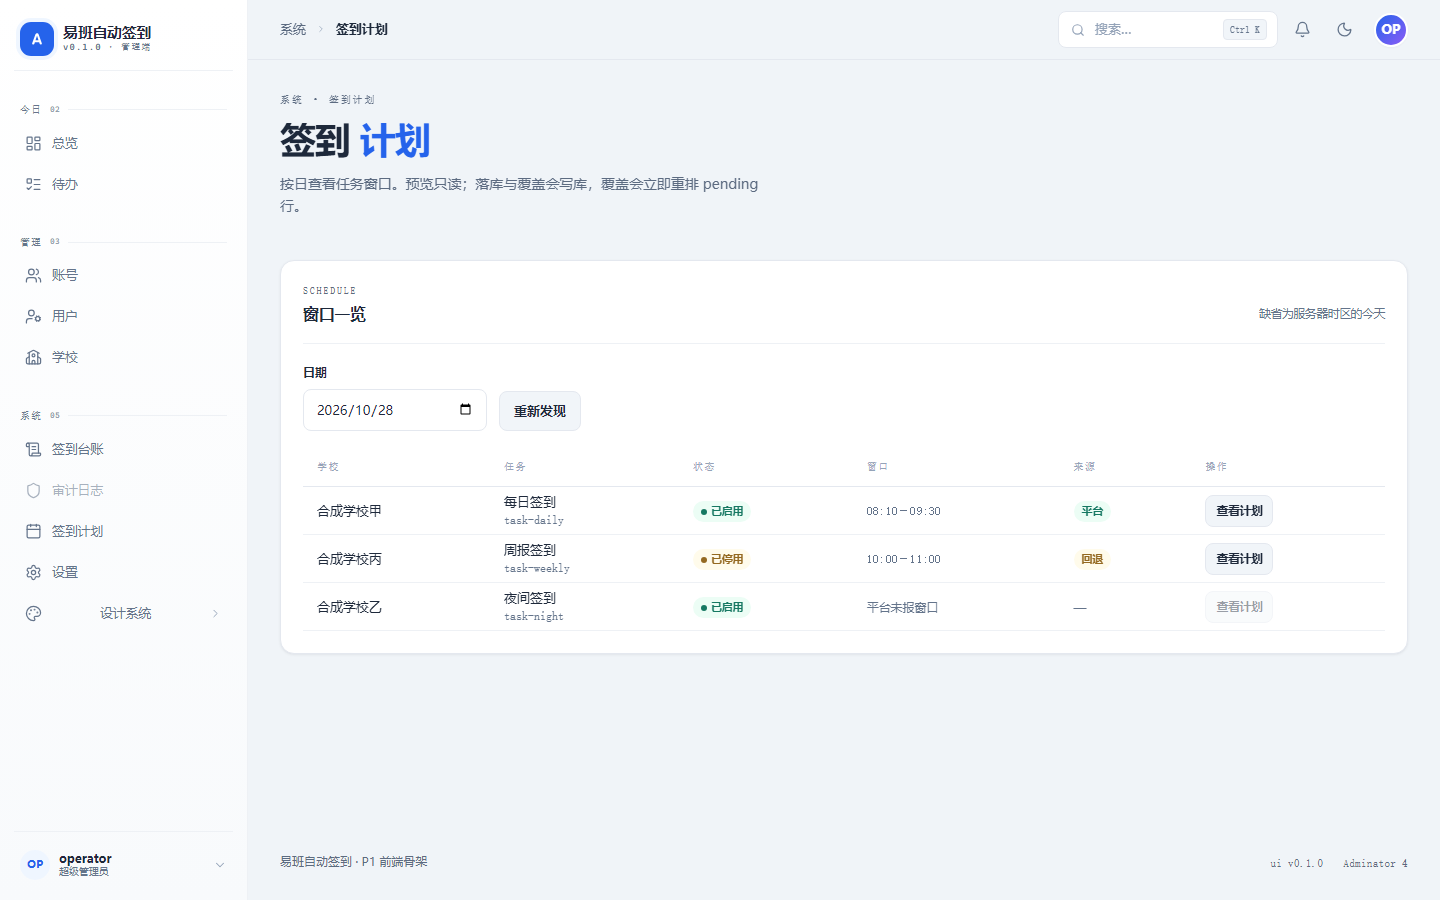 A
易班自动签到
v0.1.0 · 管理端
今日 02
总览
待办
管理 03
账号
用户
学校
系统 05
签到台账
审计日志
签到计划
设置
设计系统
OP
operator
超级管理员
系统 › 签到计划
搜索...
Ctrl K
OP
系统 · 签到计划
签到 计划
按日查看任务窗口。预览只读；落库与覆盖会写库，覆盖会立即重排 pending
行。
SCHEDULE
窗口一览
缺省为服务器时区的今天
日期
2026/10/28
重新发现
学校 任务 状态 窗口 来源 操作
合成学校甲 每日签到 已启用 08:10—09:30 平台 查看计划
task-daily
合成学校丙 周报签到 已停用 10:00—11:00 回退 查看计划
task-weekly
合成学校乙 夜间签到 已启用 平台未报窗口 — 查看计划
task-night
易班自动签到 · P1 前端骨架
ui v0.1.0 Adminator 4